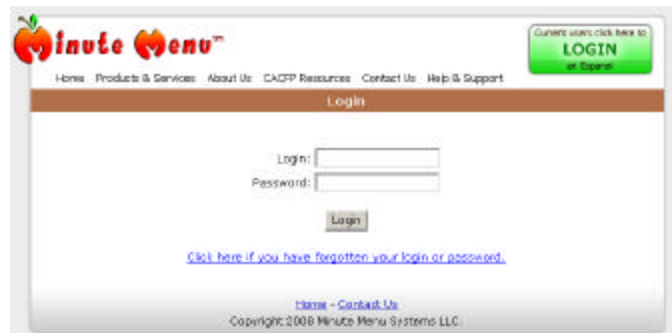 Minute Menu™
Current users click here to
LOGIN
en Espanol
Home Products & Services About Us CACFP Resources Contact Us Help & Support
Login
Login:
Password:
Login
Click here if you have forgotten your login or password.
Home - Contact Us
Copyright 2008 Minute Menu Systems LLC.